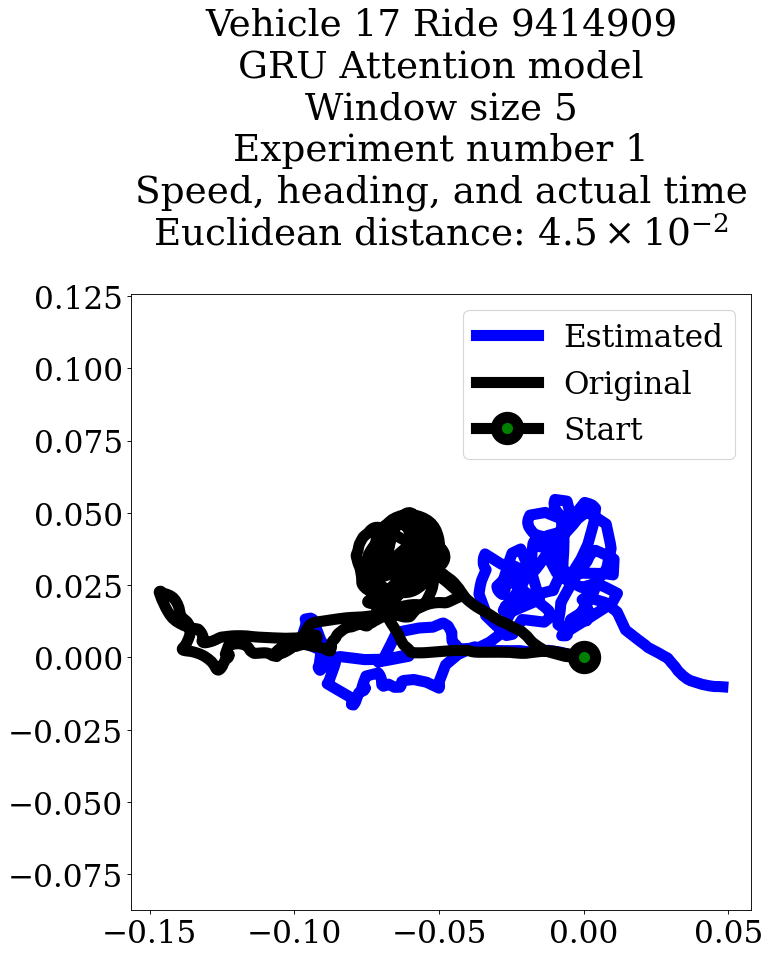 Vehicle 17 Ride 9414909
GRU Attention model
Window size 5
Experiment number 1
Speed, heading, and actual time
Euclidean distance: 4.5 × 10⁻²
Estimated
Original
Start
0.125
0.100
0.075
0.050
0.025
0.000
−0.025
−0.050
−0.075
−0.15
−0.10
−0.05
0.00
0.05